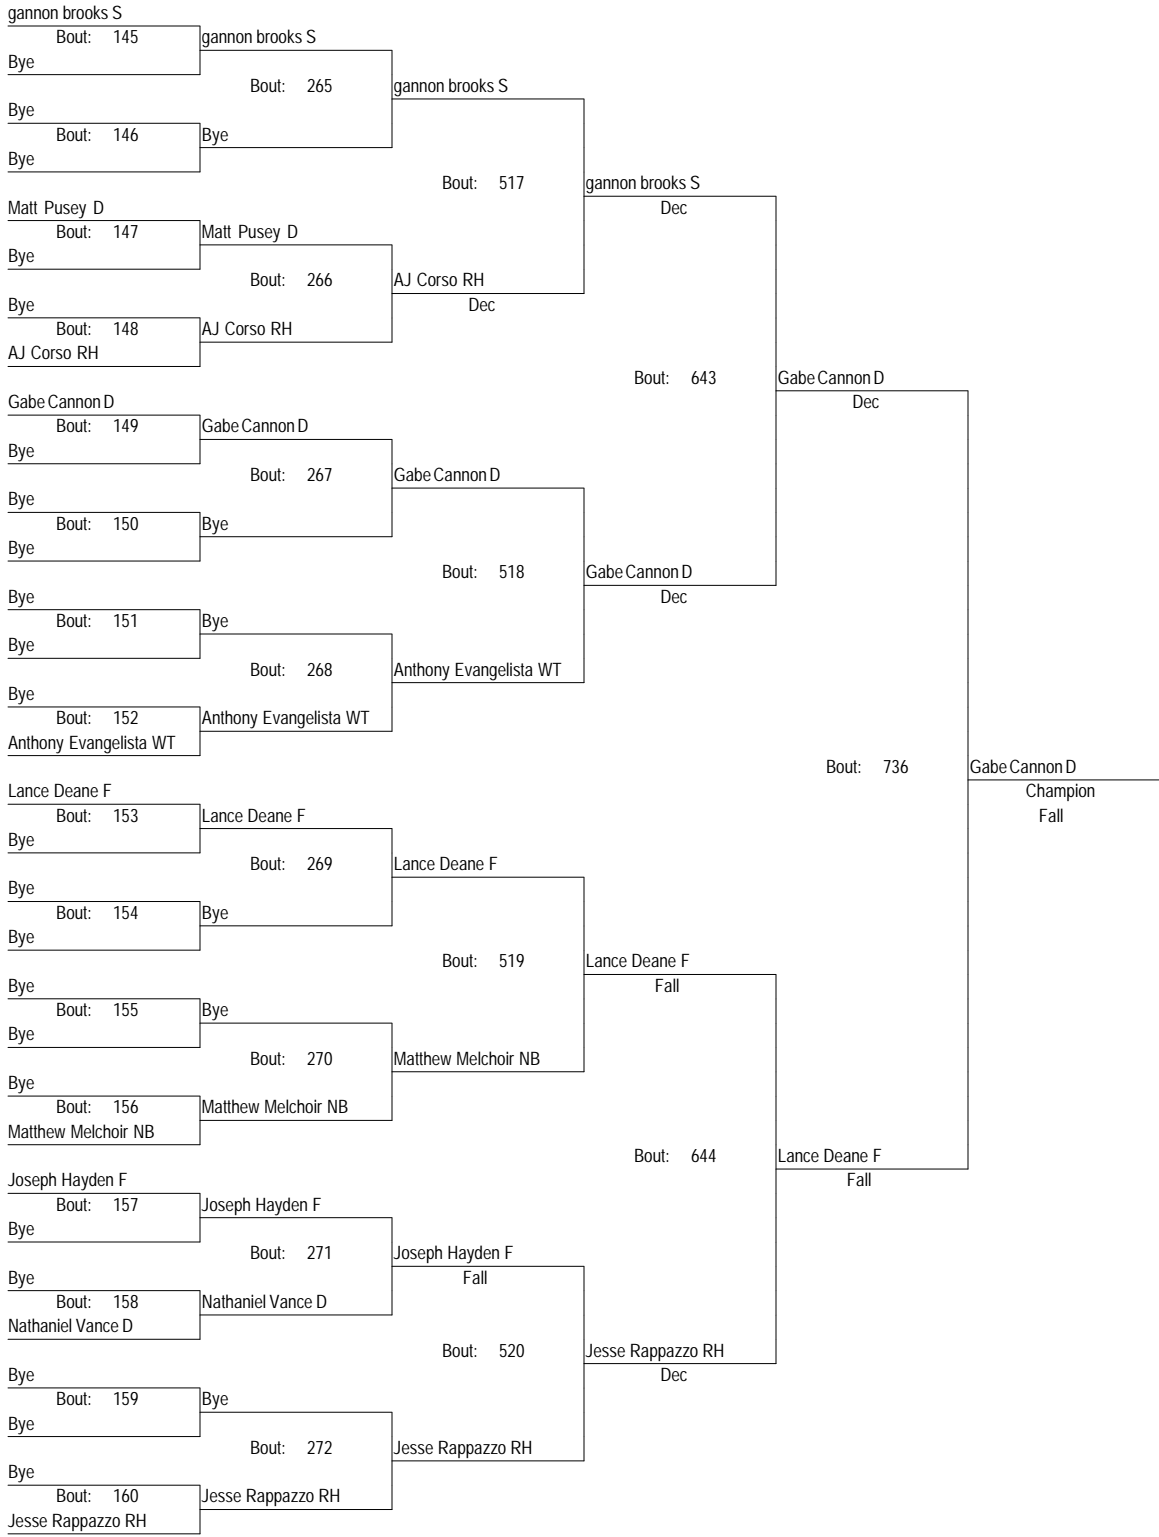 gannon brooks S
Bout: 145
gannon brooks S
Bye
Bout: 265
gannon brooks S
Bye
Bout: 146
Bye
Bye
Bout: 517
gannon brooks S
Dec
Matt Pusey D
Bout: 147
Matt Pusey D
Bye
Bout: 266
AJ Corso RH
Dec
Bye
Bout: 148
AJ Corso RH
AJ Corso RH
Bout: 643
Gabe Cannon D
Dec
Gabe Cannon D
Bout: 149
Gabe Cannon D
Bye
Bout: 267
Gabe Cannon D
Bye
Bout: 150
Bye
Bye
Bout: 518
Gabe Cannon D
Dec
Bye
Bout: 151
Bye
Bye
Bout: 268
Anthony Evangelista WT
Bye
Bout: 152
Anthony Evangelista WT
Anthony Evangelista WT
Bout: 736
Gabe Cannon D
Champion
Fall
Lance Deane F
Bout: 153
Lance Deane F
Bye
Bout: 269
Lance Deane F
Bye
Bout: 154
Bye
Bye
Bout: 519
Lance Deane F
Fall
Bye
Bout: 155
Bye
Bye
Bout: 270
Matthew Melchoir NB
Bye
Bout: 156
Matthew Melchoir NB
Matthew Melchoir NB
Bout: 644
Lance Deane F
Fall
Joseph Hayden F
Bout: 157
Joseph Hayden F
Bye
Bout: 271
Joseph Hayden F
Fall
Bye
Bout: 158
Nathaniel Vance D
Nathaniel Vance D
Bout: 520
Jesse Rappazzo RH
Dec
Bye
Bout: 159
Bye
Bye
Bout: 272
Jesse Rappazzo RH
Bye
Bout: 160
Jesse Rappazzo RH
Jesse Rappazzo RH